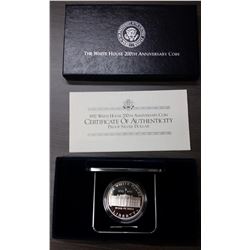 THE WHITE HOUSE 200TH ANNIVERSARY COIN
1992 WHITE HOUSE 200TH ANNIVERSARY COIN
CERTIFICATE OF AUTHENTICITY
PROOF SILVER DOLLAR
THE WHITE HOUSE
LIBERTY